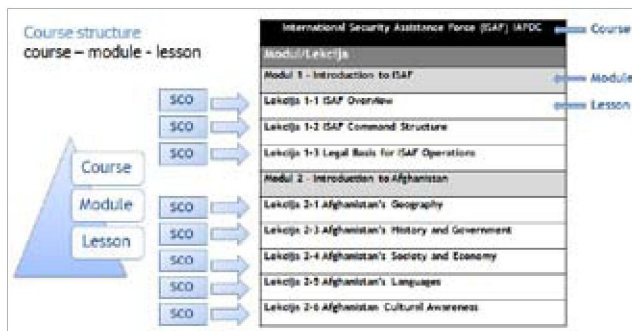 Course structure
course – module - lesson
International Security Assistance Force (ISAF) IAPDC
Course
Modul/Lekcija
Modul 1 - Introduction to ISAF
Module
SCO
Lekcija 1-1 ISAF Overview
Lesson
SCO
Lekcija 1-2 ISAF Command Structure
SCO
Lekcija 1-3 Legal Basis for ISAF Operations
Modul 2 - Introduction to Afghanistan
Course
Module
Lesson
SCO
Lekcija 2-1 Afghanistan's Geography
SCO
Lekcija 2-3 Afghanistan's History and Government
SCO
Lekcija 2-4 Afghanistan's Society and Economy
SCO
Lekcija 2-5 Afghanistan's Languages
SCO
Lekcija 2-6 Afghanistan Cultural Awareness